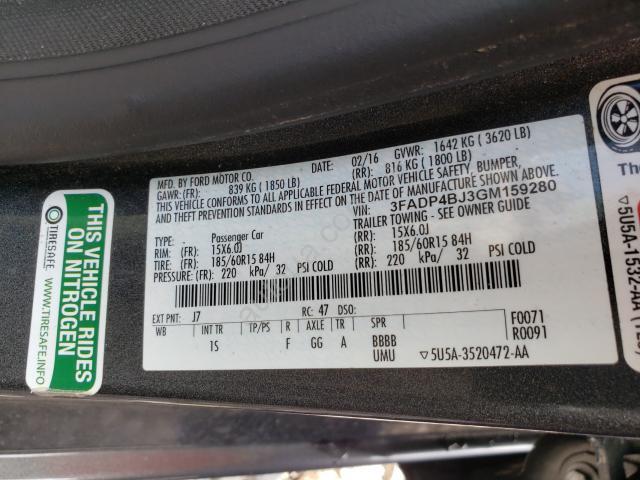 MFD. BY FORD MOTOR CO.
DATE: 02/16 GVWR: 1642 KG ( 3620 LB)
GAWR: (FR): 839 KG ( 1850 LB) (RR): 816 KG ( 1800 LB)
THIS VEHICLE CONFORMS TO ALL APPLICABLE FEDERAL MOTOR VEHICLE SAFETY, BUMPER,
AND THEFT PREVENTION STANDARDS IN EFFECT ON THE DATE OF MANUFACTURE SHOWN ABOVE.
VIN: 3FADP4BJ3GM159280
TYPE: - Passenger Car TRAILER TOWING - SEE OWNER GUIDE
RIM: (FR): 15X6.0J (RR): 15X6.0J
TIRE: (FR): 185/60R15 84H (RR): 185/60R15 84H
PRESSURE: (FR): 220 kPa/ 32 PSI COLD (RR): 220 kPa/ 32 PSI COLD
EXT PNT: J7 RC: 47 DSO: F0071
WB INT TR TP/PS R AXLE TR SPR R0091
1S F GG A BBBB
UMU ▽5U5A-3520472-AA
TIRESAFE
WWW.TIRESAFE.INFO
THIS VEHICLE RIDES
ON NITROGEN
▽5U5A-1532-AA